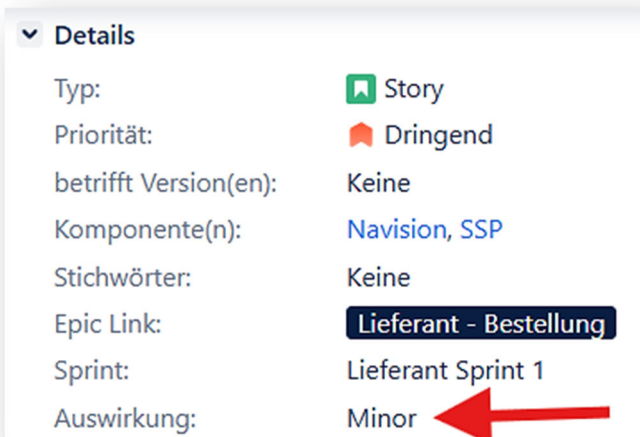 Details
Typ: Story
Priorität: Dringend
betrifft Version(en): Keine
Komponente(n): Navision, SSP
Stichwörter: Keine
Epic Link: Lieferant - Bestellung
Sprint: Lieferant Sprint 1
Auswirkung: Minor